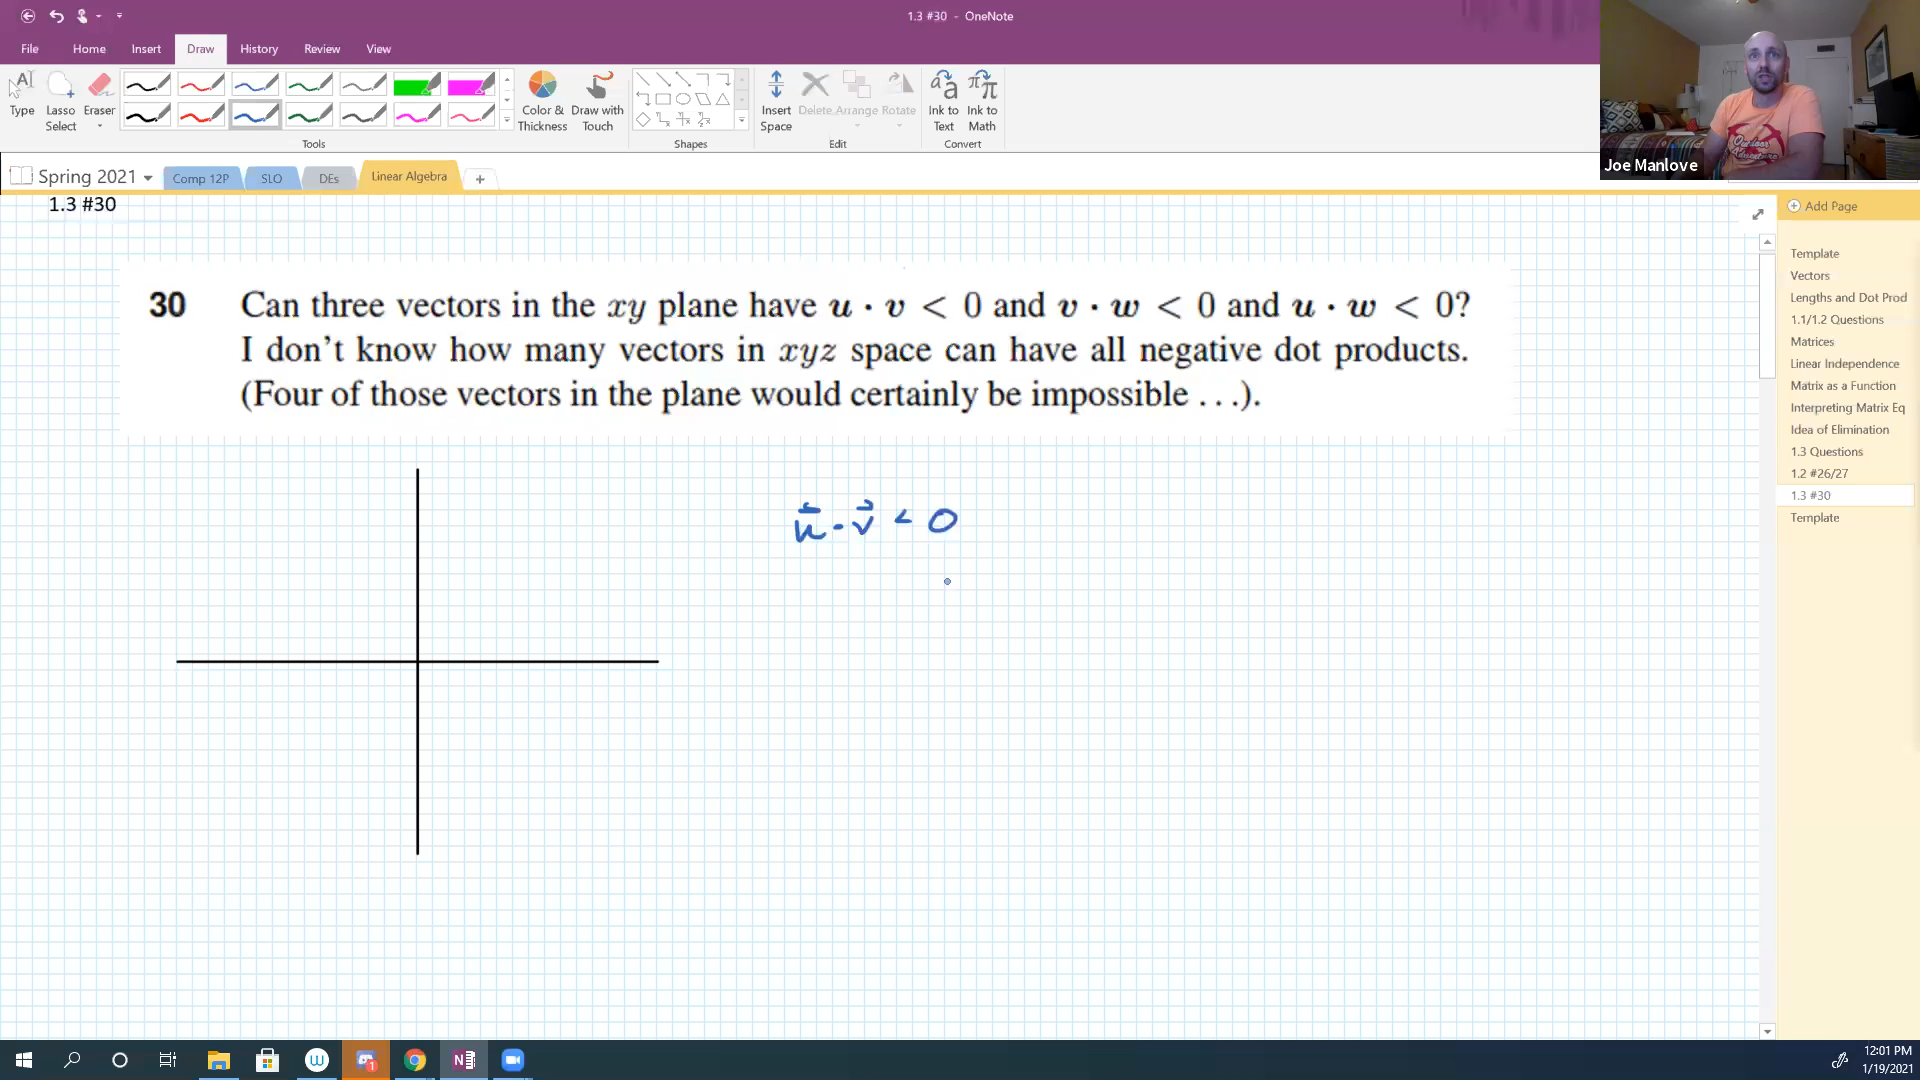 1.3 #30 - OneNote
File Home Insert Draw History Review View
Type
Lasso Select
Eraser
Color & Thickness
Draw with Touch
Insert Space
Delete
Arrange
Rotate
Ink to Text
Ink to Math
Tools Shapes Edit Convert
Joe Manlove
Spring 2021 Comp 12P SLO DEs Linear Algebra
1.3 #30
30 Can three vectors in the xy plane have u · v < 0 and v · w < 0 and u · w < 0?
I don't know how many vectors in xyz space can have all negative dot products.
(Four of those vectors in the plane would certainly be impossible . . .).
u⃗ · v⃗ < 0
Add Page
Template
Vectors
Lengths and Dot Prod
1.1/1.2 Questions
Matrices
Linear Independence
Matrix as a Function
Interpreting Matrix Eq
Idea of Elimination
1.3 Questions
1.2 #26/27
1.3 #30
Template
12:01 PM
1/19/2021